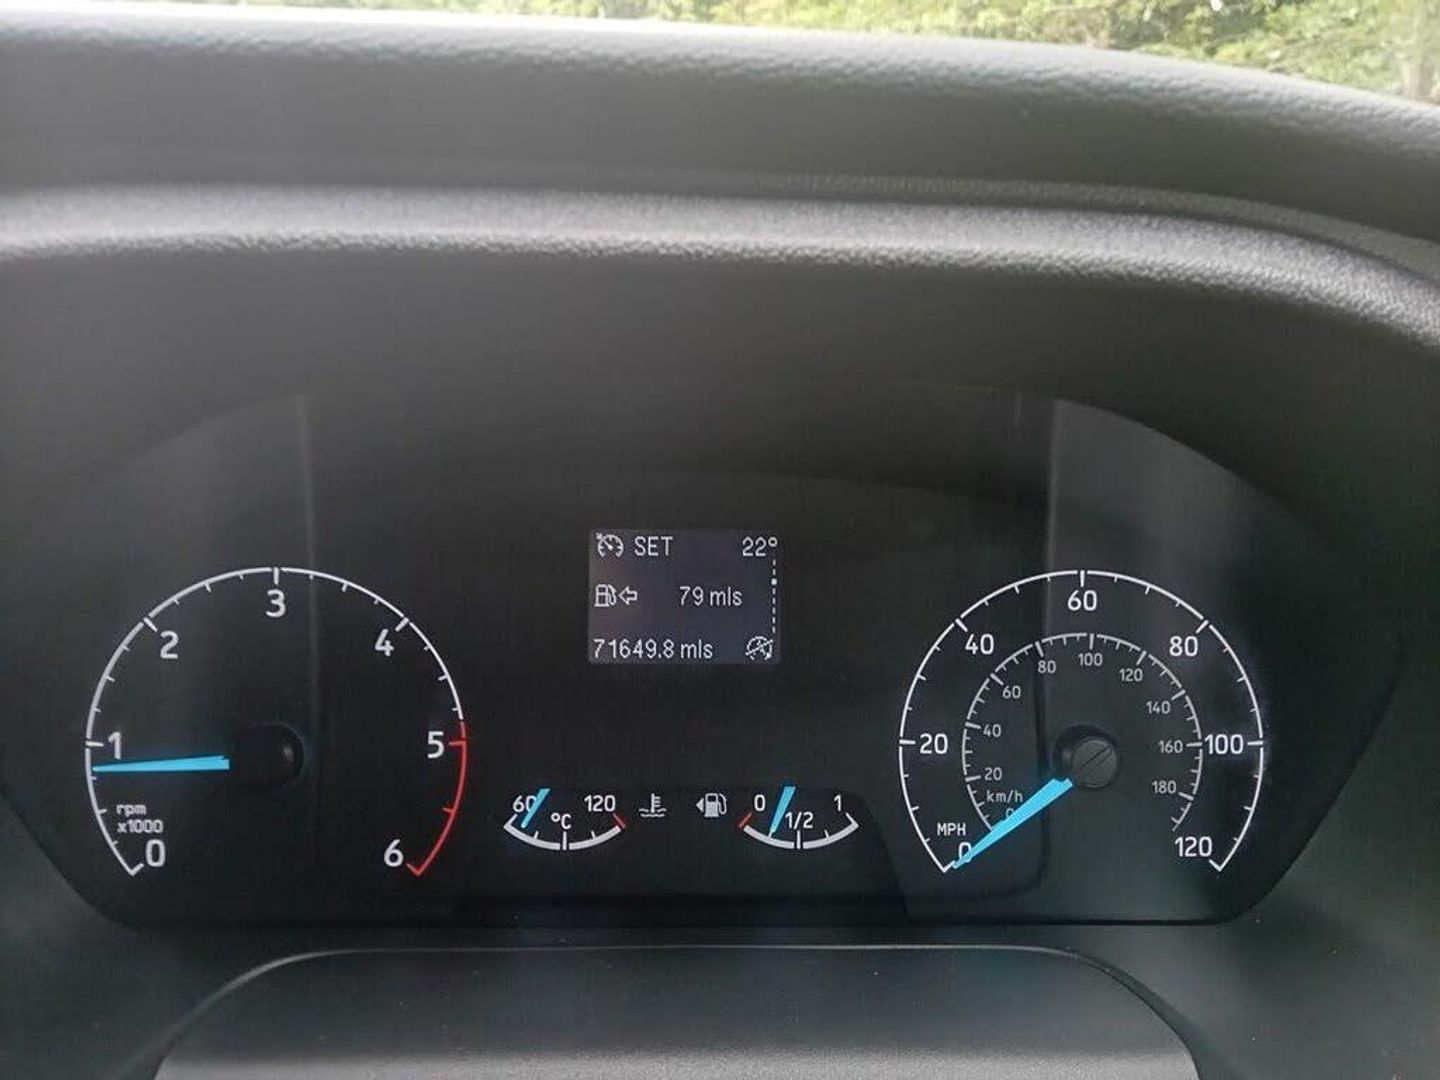 SET 22°
79 mls
71649.8 mls
0 1 2 3 4 5 6
rpm
x1000
60 120
°C
0 1/2 1
0 20 40 60 80 100 120
MPH
0 20 40 60 80 100 120 140 160 180
km/h